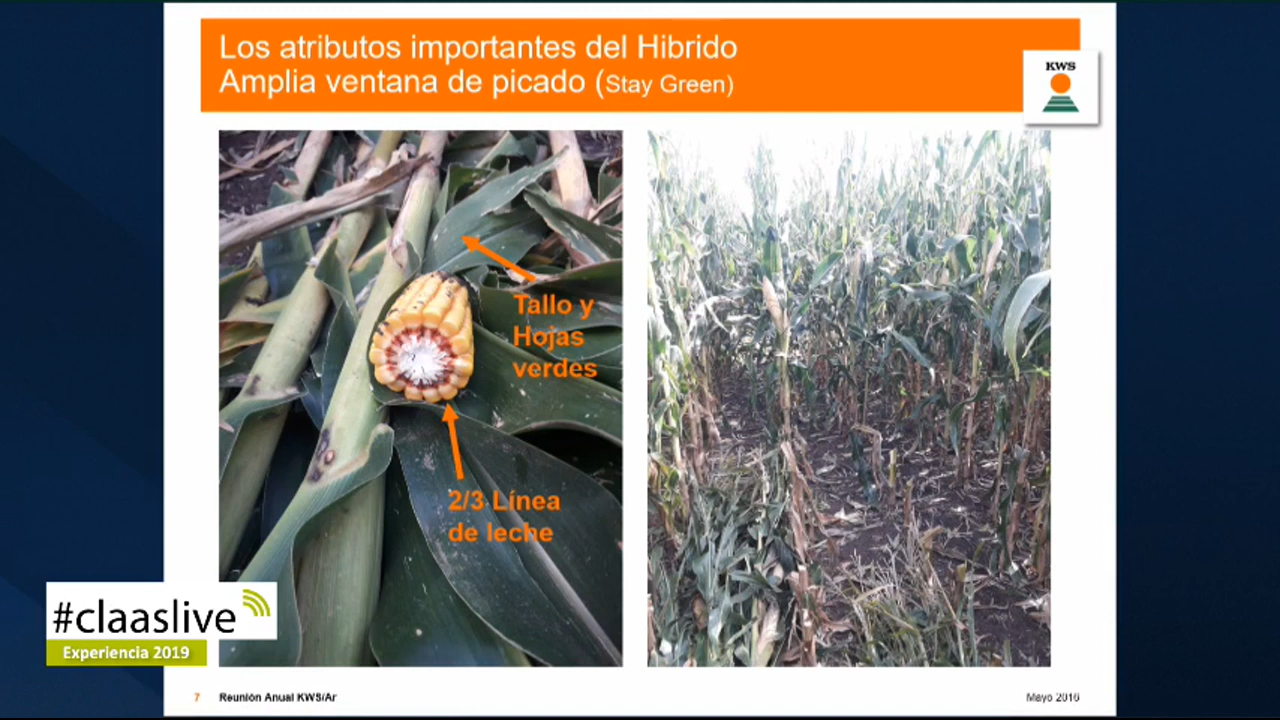 Los atributos importantes del Hibrido
Amplia ventana de picado (Stay Green)
KWS
Tallo y
Hojas
verdes
2/3 Línea
de leche
#claaslive
Experiencia 2019
7 Reunión Anual KWS/Ar
Mayo 2016